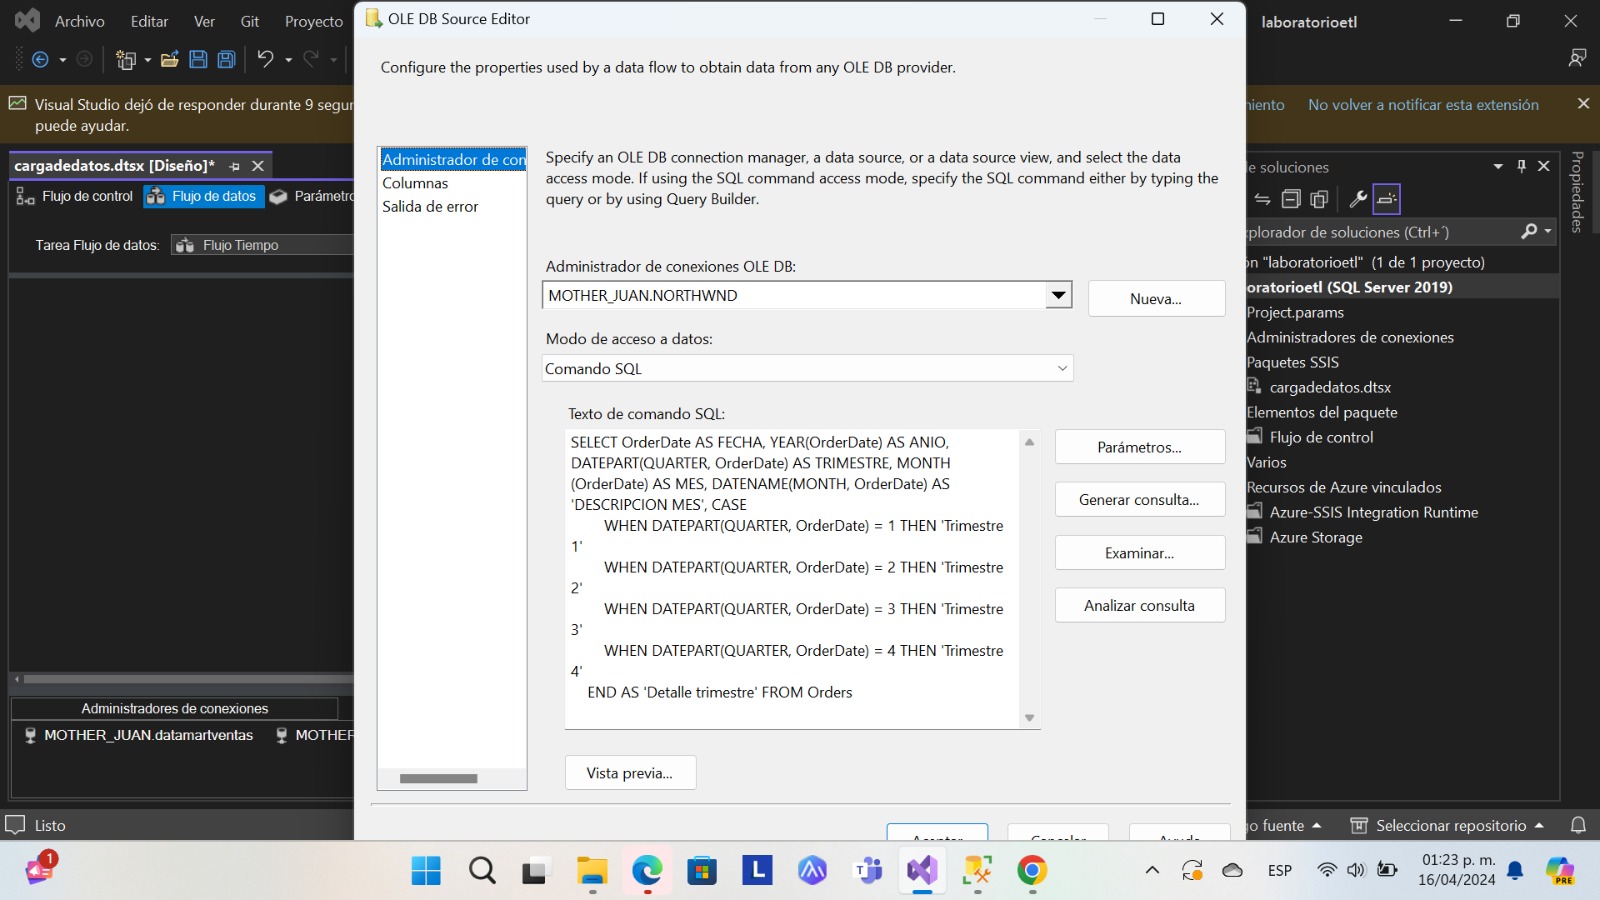 Archivo Editar Ver Git Proyecto
OLE DB Source Editor
laboratorioetl
Configure the properties used by a data flow to obtain data from any OLE DB provider.
Visual Studio dejó de responder durante 9
puede ayudar.
No volver a notificar esta extensión
cargadedatos.dtsx [Diseño]*
Flujo de control Flujo de datos
Tarea Flujo de datos: Flujo Tiempo
Columnas
Salida de error
Specify an OLE DB connection manager, a data source, or a data source view, and select the data
access mode. If using the SQL command access mode, specify the SQL command either by typing the
query or by using Query Builder.
Administrador de conexiones OLE DB:
MOTHER_JUAN.NORTHWND
Nueva...
Modo de acceso a datos:
Comando SQL
Texto de comando SQL:
SELECT OrderDate AS FECHA, YEAR(OrderDate) AS ANIO,
DATEPART(QUARTER, OrderDate) AS TRIMESTRE, MONTH
(OrderDate) AS MES, DATENAME(MONTH, OrderDate) AS
'DESCRIPCION MES', CASE
WHEN DATEPART(QUARTER, OrderDate) = 1 THEN 'Trimestre
1'
WHEN DATEPART(QUARTER, OrderDate) = 2 THEN 'Trimestre
2'
WHEN DATEPART(QUARTER, OrderDate) = 3 THEN 'Trimestre
3'
WHEN DATEPART(QUARTER, OrderDate) = 4 THEN 'Trimestre
4'
END AS 'Detalle trimestre' FROM Orders
Parámetros...
Generar consulta...
Examinar...
Analizar consulta
Vista previa...
Administradores de conexiones
MOTHER_JUAN.datamartventas
Listo
de soluciones
Propiedades
explorador de soluciones (Ctrl+´)
"laboratorioetl" (1 de 1 proyecto)
oratorioetl (SQL Server 2019)
Project.params
Administradores de conexiones
Paquetes SSIS
cargadedatos.dtsx
Elementos del paquete
Flujo de control
Varios
Recursos de Azure vinculados
Azure-SSIS Integration Runtime
Azure Storage
fuente Seleccionar repositorio
1
L
ESP
01:23 p. m.
16/04/2024
PRE